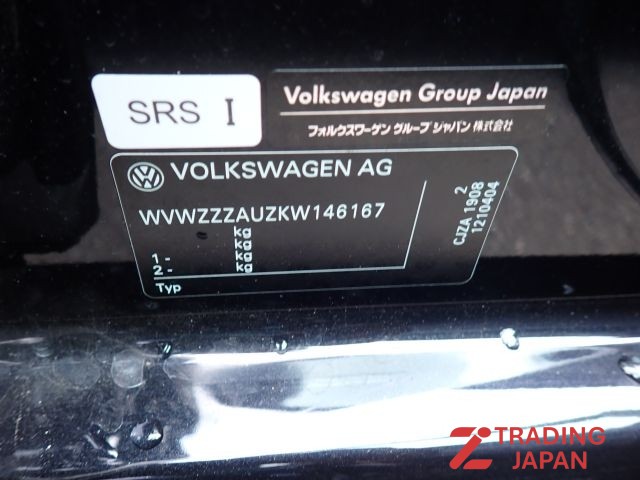 SRS I
Volkswagen Group Japan
フォルクスワーゲン グループ ジャパン 株式会社
VOLKSWAGEN AG
WVWZZZAUZKW146167
kg
kg
1 - kg
2 - kg
Typ
2
CJZA 1908
1210404
TRADING
JAPAN